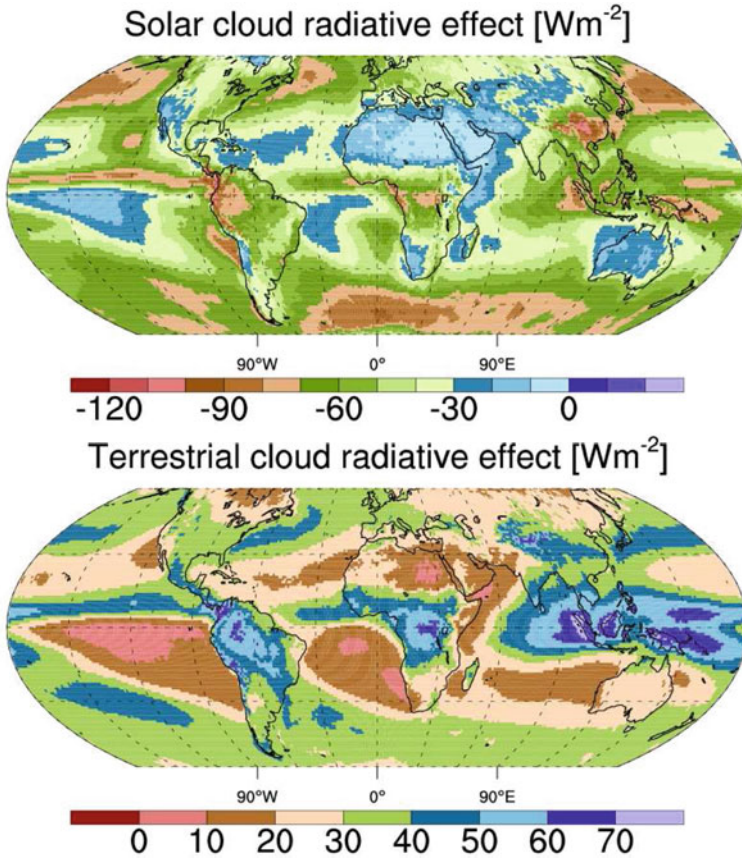 Solar cloud radiative effect [Wm⁻²]
90°W 0° 90°E
-120 -90 -60 -30 0
Terrestrial cloud radiative effect [Wm⁻²]
90°W 0° 90°E
0 10 20 30 40 50 60 70